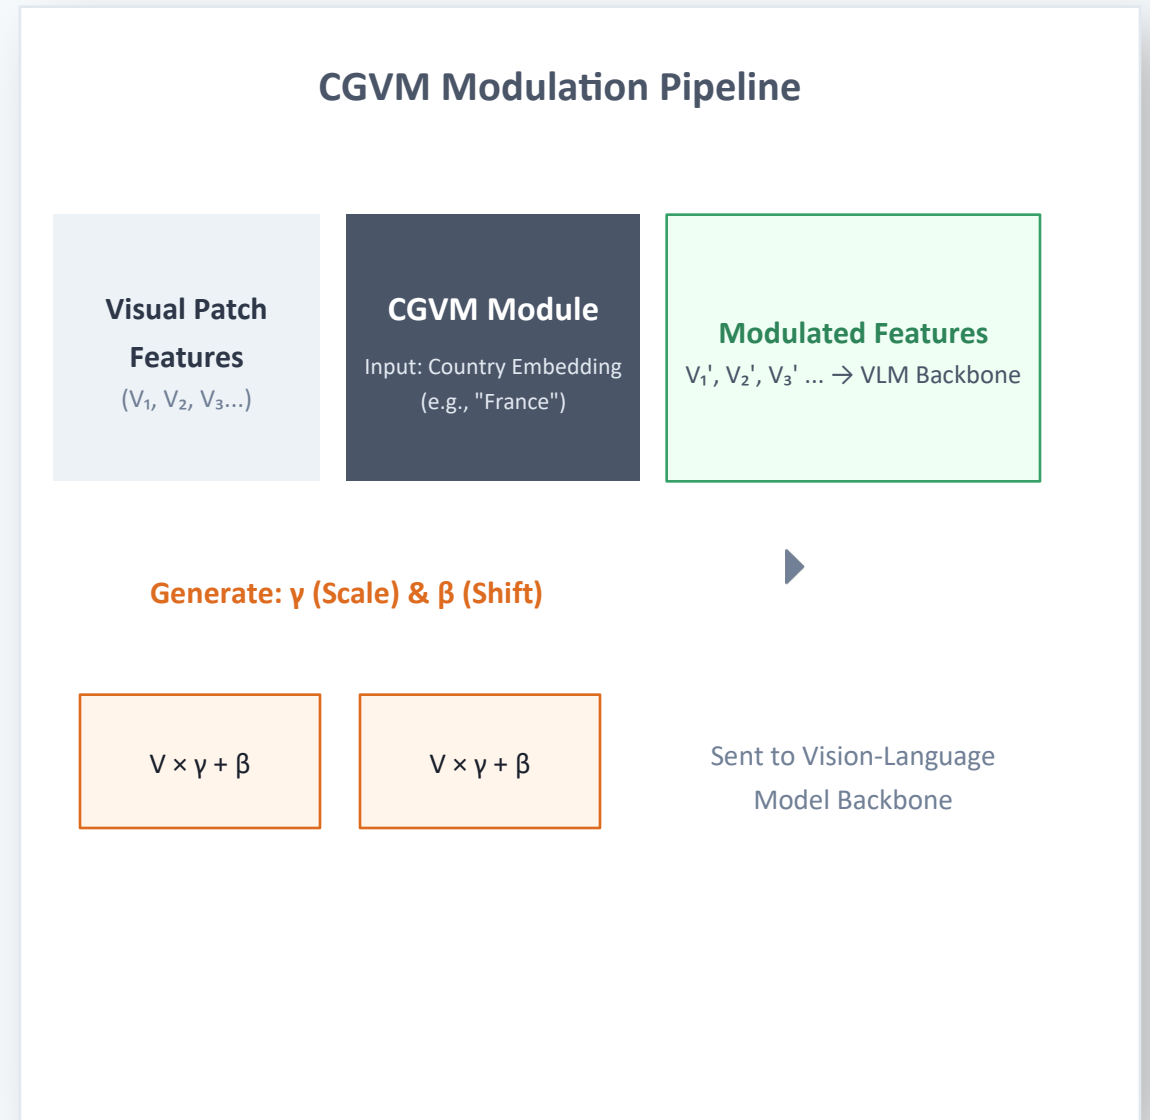 CGVM Modulation Pipeline
Visual Patch
Features
(V₁, V₂, V₃...)
CGVM Module
Input: Country Embedding
(e.g., "France")
Modulated Features
V₁', V₂', V₃' ... → VLM Backbone
Generate: γ (Scale) & β (Shift)
V × γ + β
V × γ + β
Sent to Vision-Language
Model Backbone